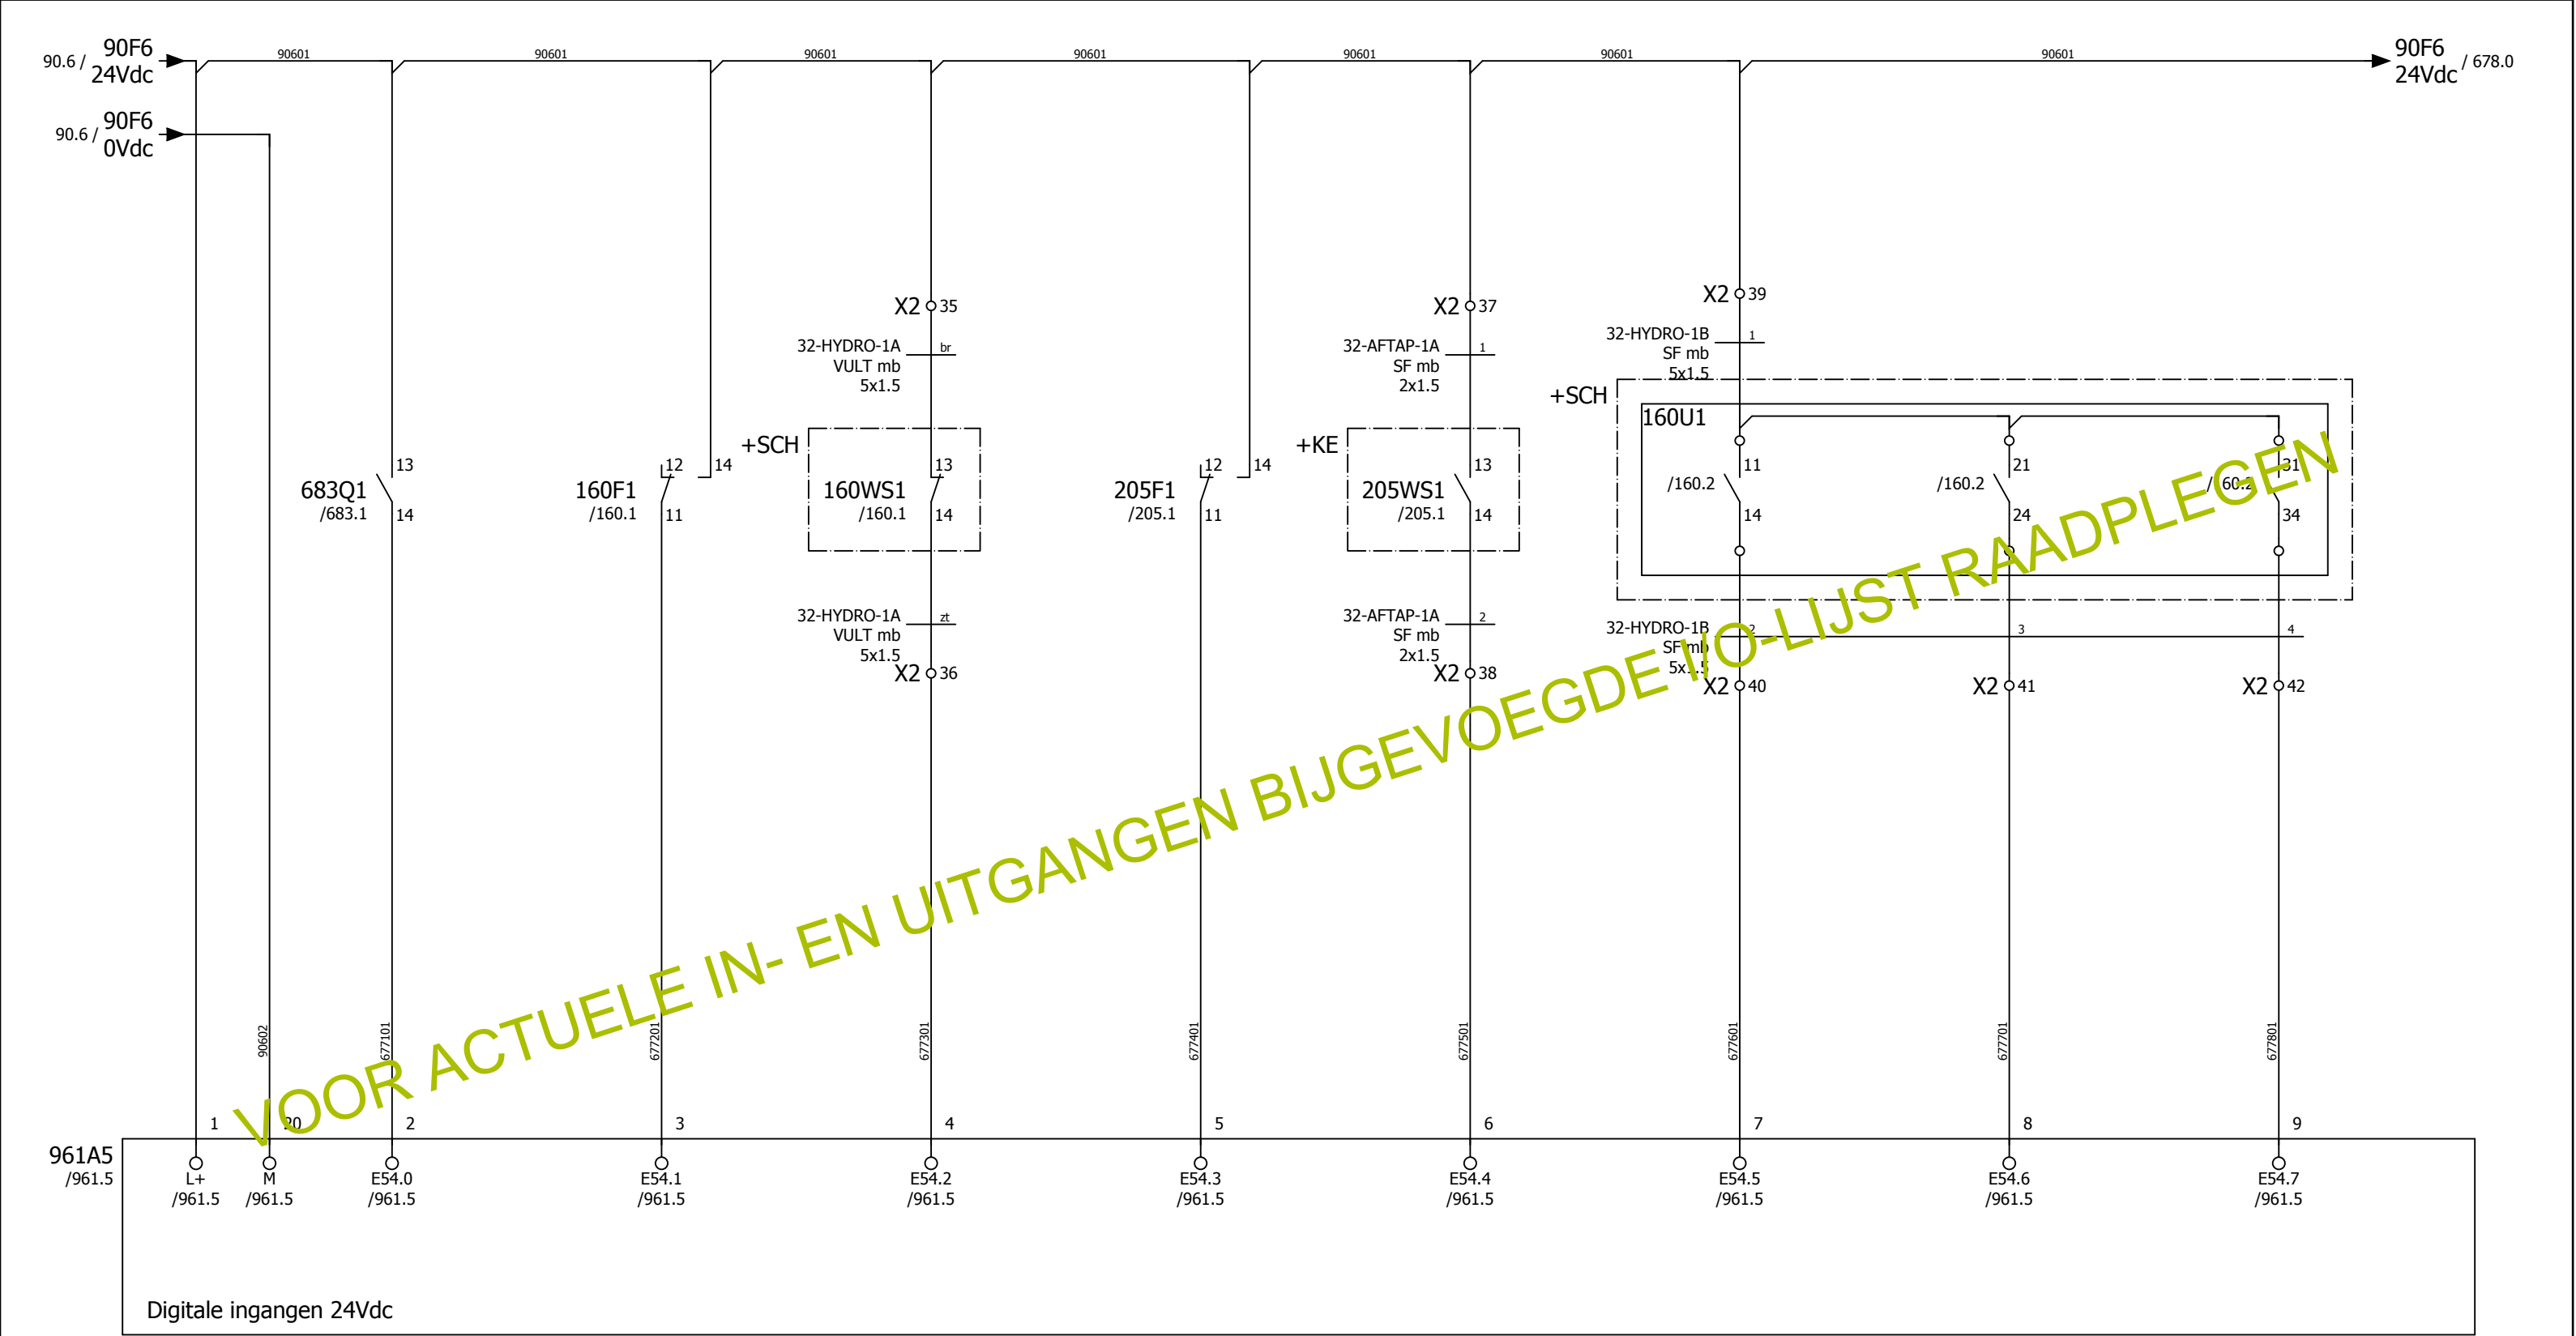 90F6
90.6 /
24Vdc
90601
90601
90601
90601
90601
90601
90601
90F6
24Vdc
/ 678.0
90F6
90.6 /
0Vdc
X2
35
32-HYDRO-1A
br
VULT mb
5x1.5
X2
37
32-AFTAP-1A
1
SF mb
2x1.5
X2
39
32-HYDRO-1B
1
SF mb
5x1.5
683Q1
/683.1
13
14
160F1
/160.1
12
14
11
+SCH
160WS1
/160.1
13
14
205F1
/205.1
12
14
11
+KE
205WS1
/205.1
13
14
+SCH
160U1
/160.2
11
14
/160.2
21
24
/160.2
31
34
32-HYDRO-1A
zt
VULT mb
5x1.5
X2
36
32-AFTAP-1A
2
SF mb
2x1.5
X2
38
32-HYDRO-1B
2
3
4
SF mb
5x1.5
X2
40
X2
41
X2
42
VOOR ACTUELE IN- EN UITGANGEN BIJGEVOEGDE I/O-LIJST RAADPLEGEN
90602
677101
677201
677301
677401
677501
677601
677701
677801
1
20
2
3
4
5
6
7
8
9
961A5
/961.5
L+
/961.5
M
/961.5
E54.0
/961.5
E54.1
/961.5
E54.2
/961.5
E54.3
/961.5
E54.4
/961.5
E54.5
/961.5
E54.6
/961.5
E54.7
/961.5
Digitale ingangen 24Vdc